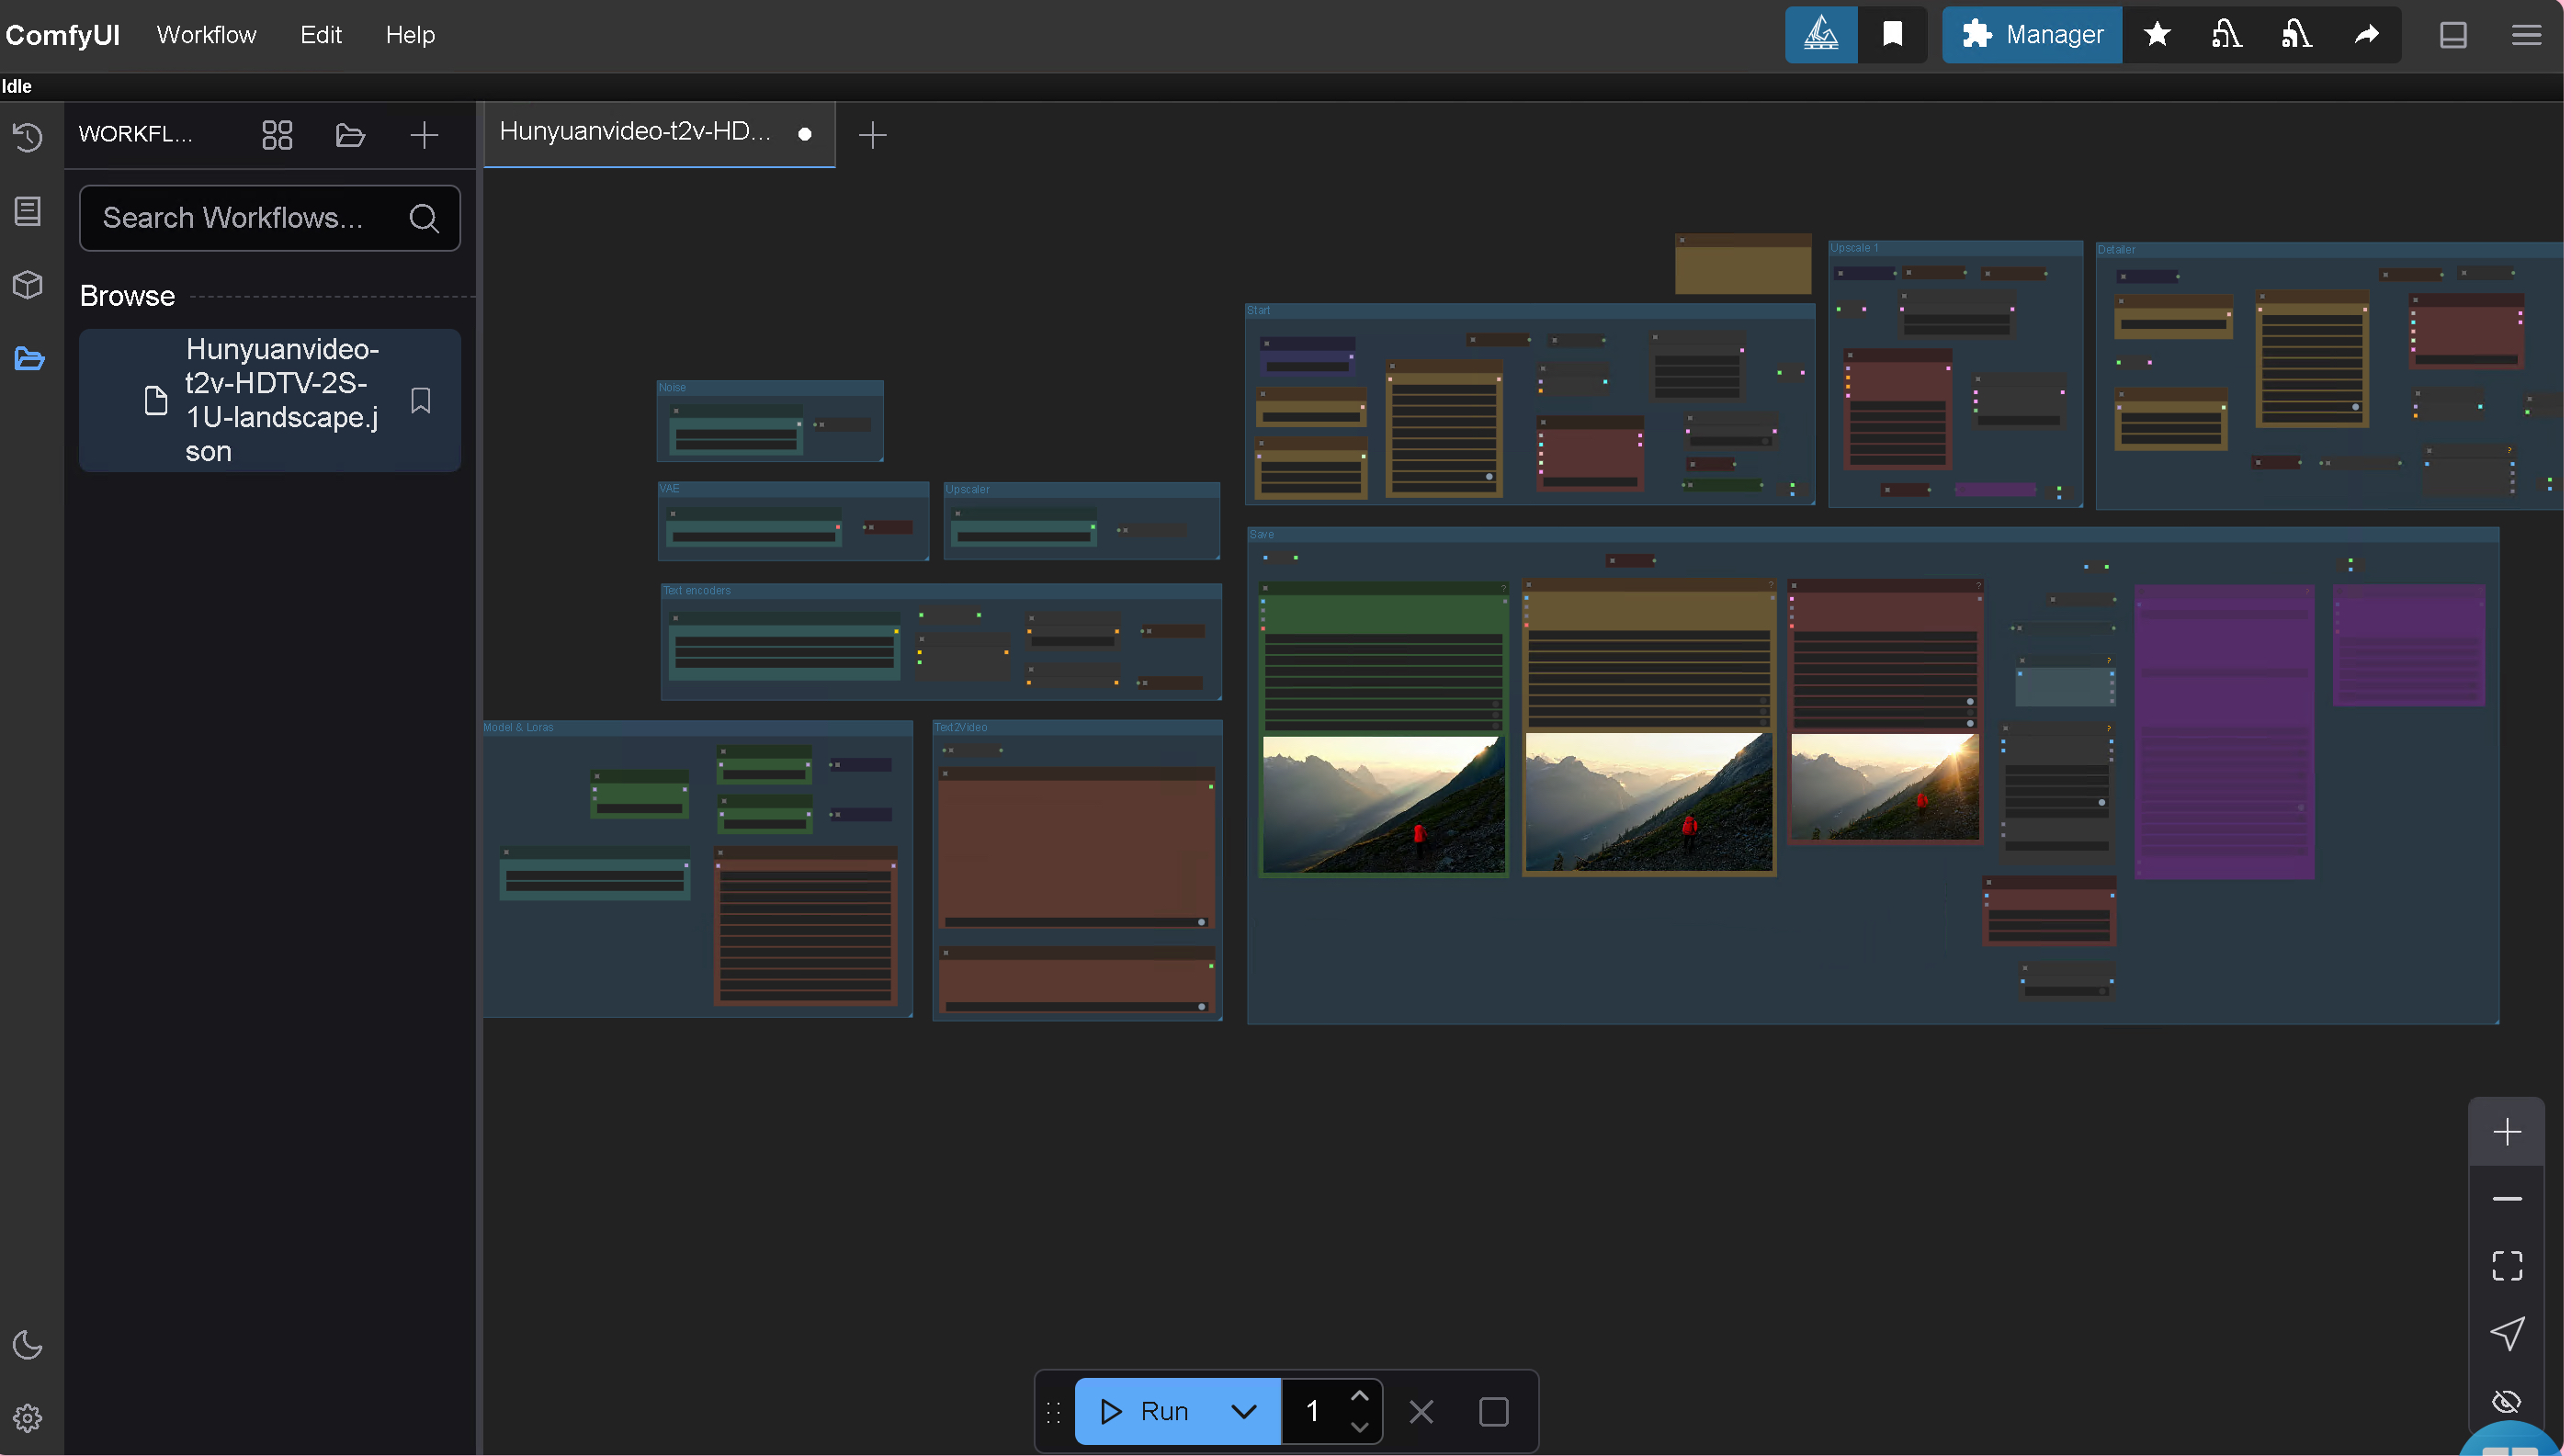 ComfyUI Workflow Edit Help Manager
Idle
WORKFL...
Hunyuanvideo-t2v-HD...
Search Workflows...
Browse
Hunyuanvideo-
t2v-HDTV-2S-
1U-landscape.j
son
Upscale 1
Detailer
Start
Noise
VAE
Upscaler
Save
Text encoders
Model & Loras
Text2Video
Run 1